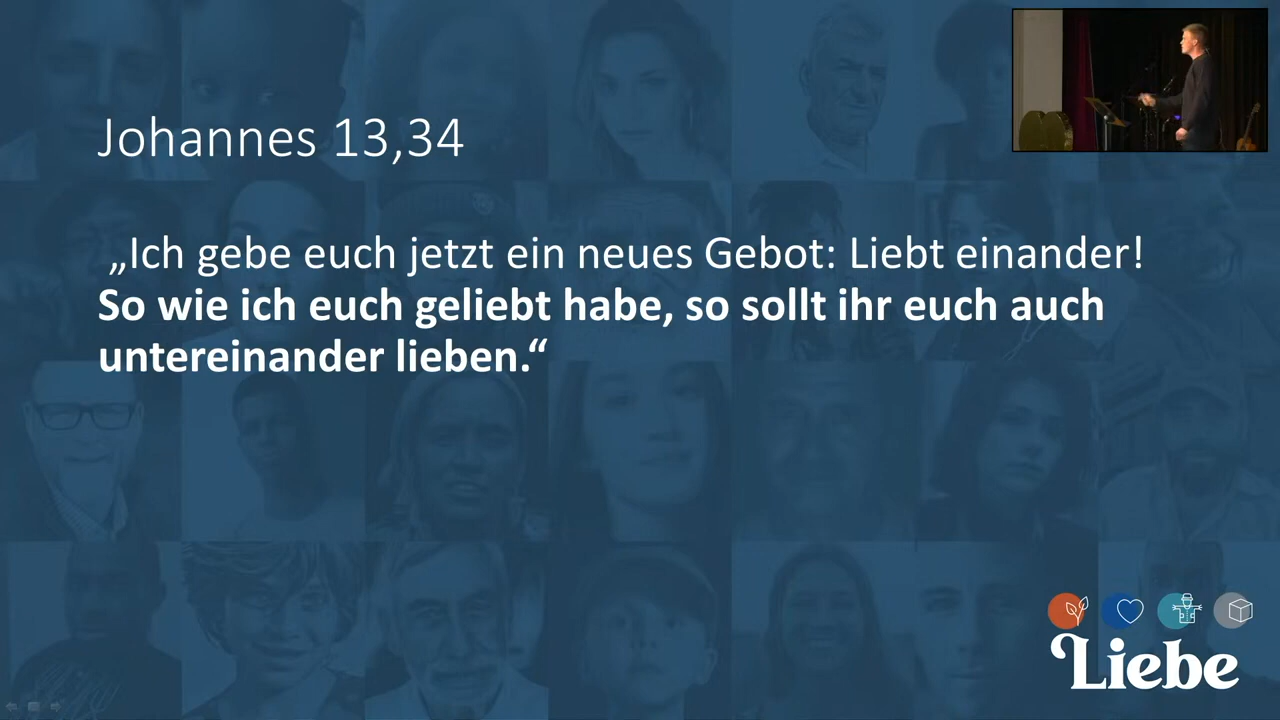 Johannes 13,34
„Ich gebe euch jetzt ein neues Gebot: Liebt einander!
So wie ich euch geliebt habe, so sollt ihr euch auch
untereinander lieben.“
Liebe